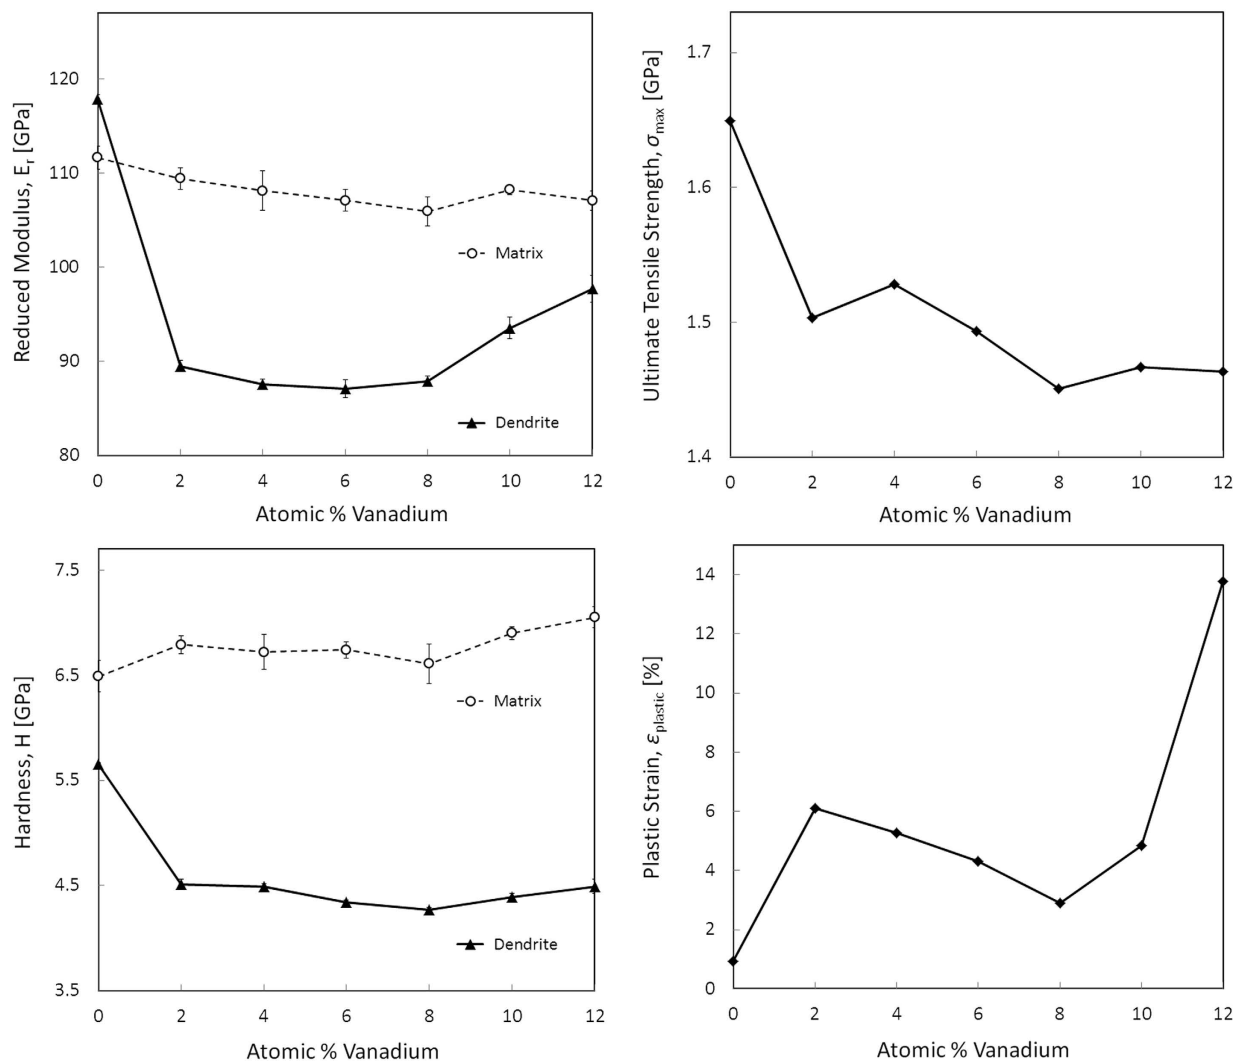 Reduced Modulus, Er [GPa]
120
110
100
90
80
Matrix
Dendrite
0 2 4 6 8 10 12
Atomic % Vanadium
Ultimate Tensile Strength, σmax [GPa]
1.7
1.6
1.5
1.4
0 2 4 6 8 10 12
Atomic % Vanadium
Hardness, H [GPa]
7.5
6.5
5.5
4.5
3.5
Matrix
Dendrite
0 2 4 6 8 10 12
Atomic % Vanadium
Plastic Strain, εplastic [%]
14
12
10
8
6
4
2
0
0 2 4 6 8 10 12
Atomic % Vanadium